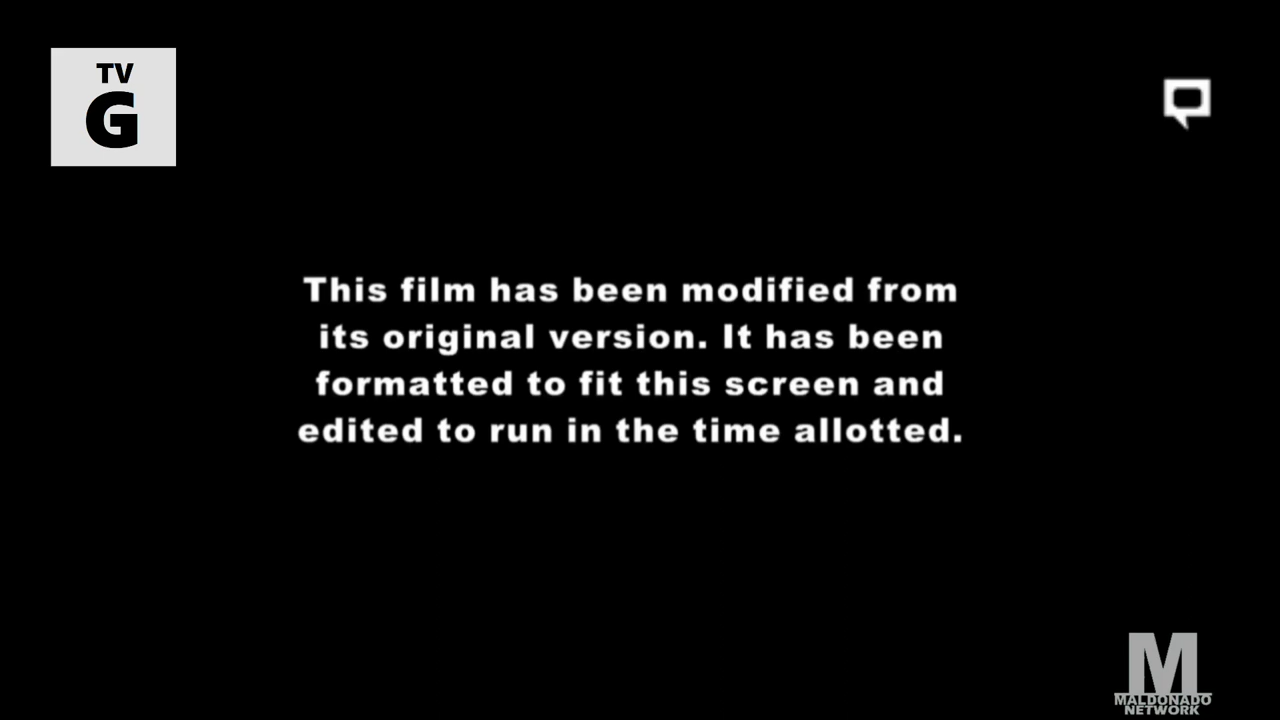 TV
G
This film has been modified from
its original version. It has been
formatted to fit this screen and
edited to run in the time allotted.
M
MALDONADO
NETWORK